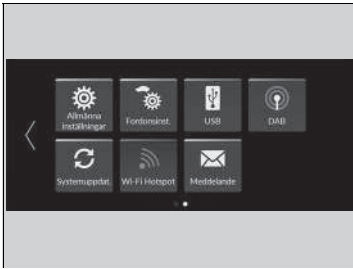 Allmänna
inställningar
Fordonsinst.
USB
DAB
Systemuppdat.
Wi-Fi Hotspot
Meddelande